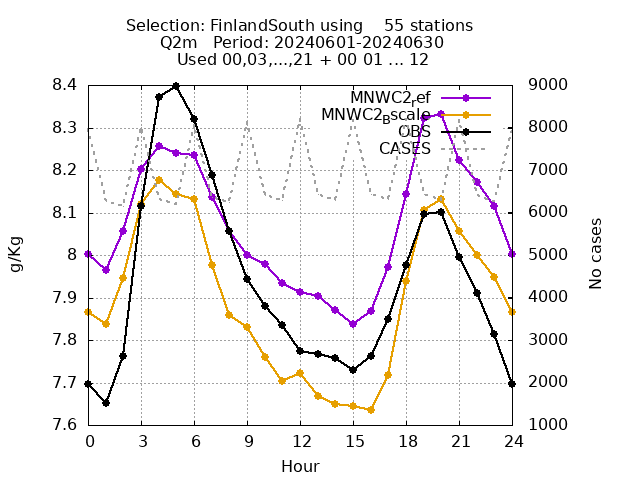 Selection: FinlandSouth using    55 stations
Q2m   Period: 20240601-20240630
Used 00,03,...,21 + 00 01 ... 12
MNWC2ref
MNWC2Bscale
OBS
CASES
8.4
8.3
8.2
8.1
8
7.9
7.8
7.7
7.6
g/Kg
9000
8000
7000
6000
5000
4000
3000
2000
1000
No cases
0 3 6 9 12 15 18 21 24
Hour